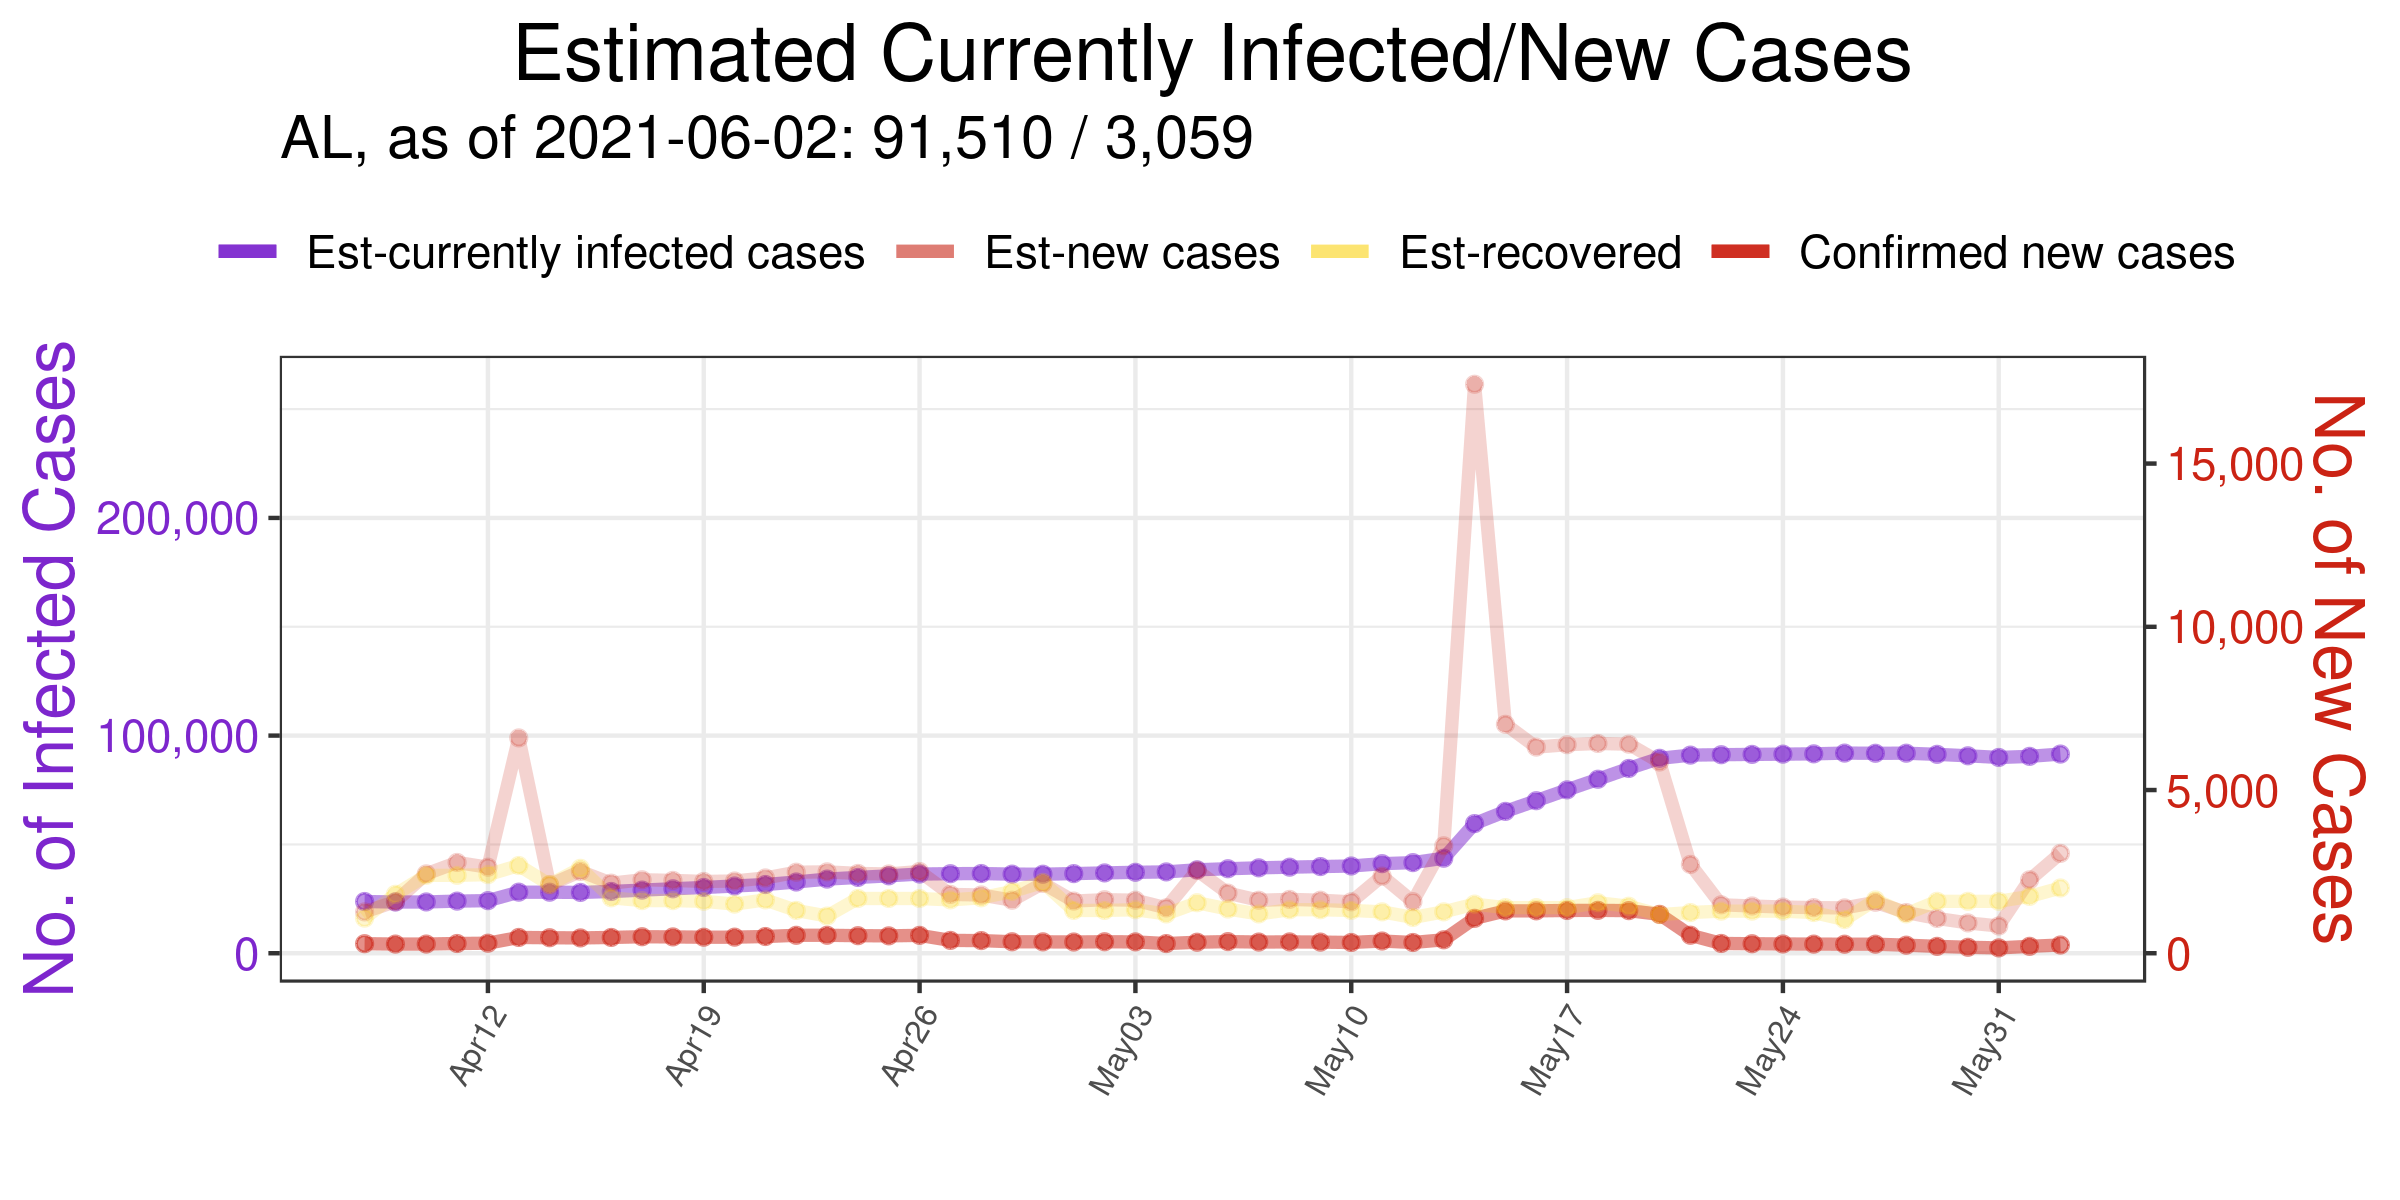 Estimated Currently Infected/New Cases
AL, as of 2021-06-02: 91,510 / 3,059
Est-currently infected cases Est-new cases Est-recovered Confirmed new cases
No. of Infected Cases
200,000
100,000
0
15,000
10,000
5,000
0
No. of New Cases
Apr12 Apr19 Apr26 May03 May10 May17 May24 May31